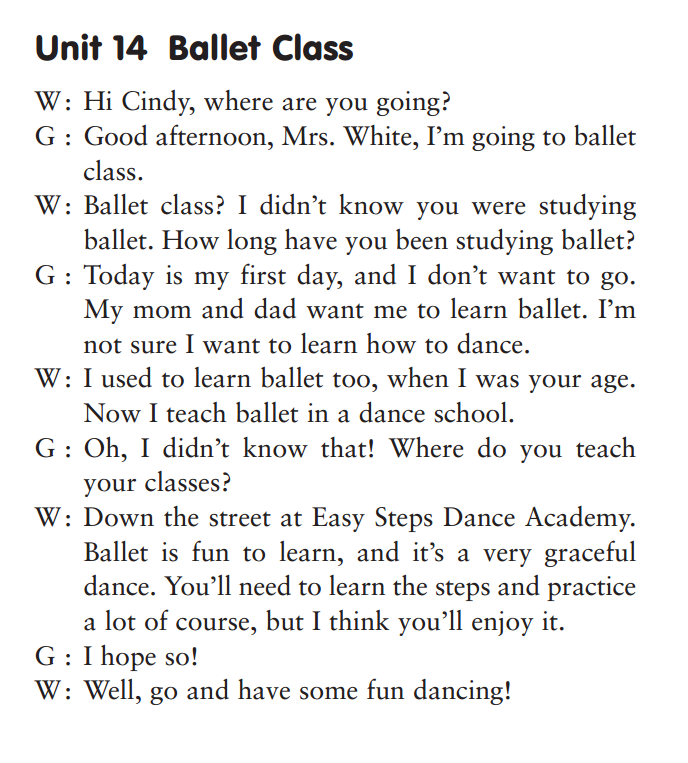 Unit 14 Ballet Class
W: Hi Cindy, where are you going?
G : Good afternoon, Mrs. White, I’m going to ballet
class.
W: Ballet class? I didn’t know you were studying
ballet. How long have you been studying ballet?
G : Today is my first day, and I don’t want to go.
My mom and dad want me to learn ballet. I’m
not sure I want to learn how to dance.
W: I used to learn ballet too, when I was your age.
Now I teach ballet in a dance school.
G : Oh, I didn’t know that! Where do you teach
your classes?
W: Down the street at Easy Steps Dance Academy.
Ballet is fun to learn, and it’s a very graceful
dance. You’ll need to learn the steps and practice
a lot of course, but I think you’ll enjoy it.
G : I hope so!
W: Well, go and have some fun dancing!